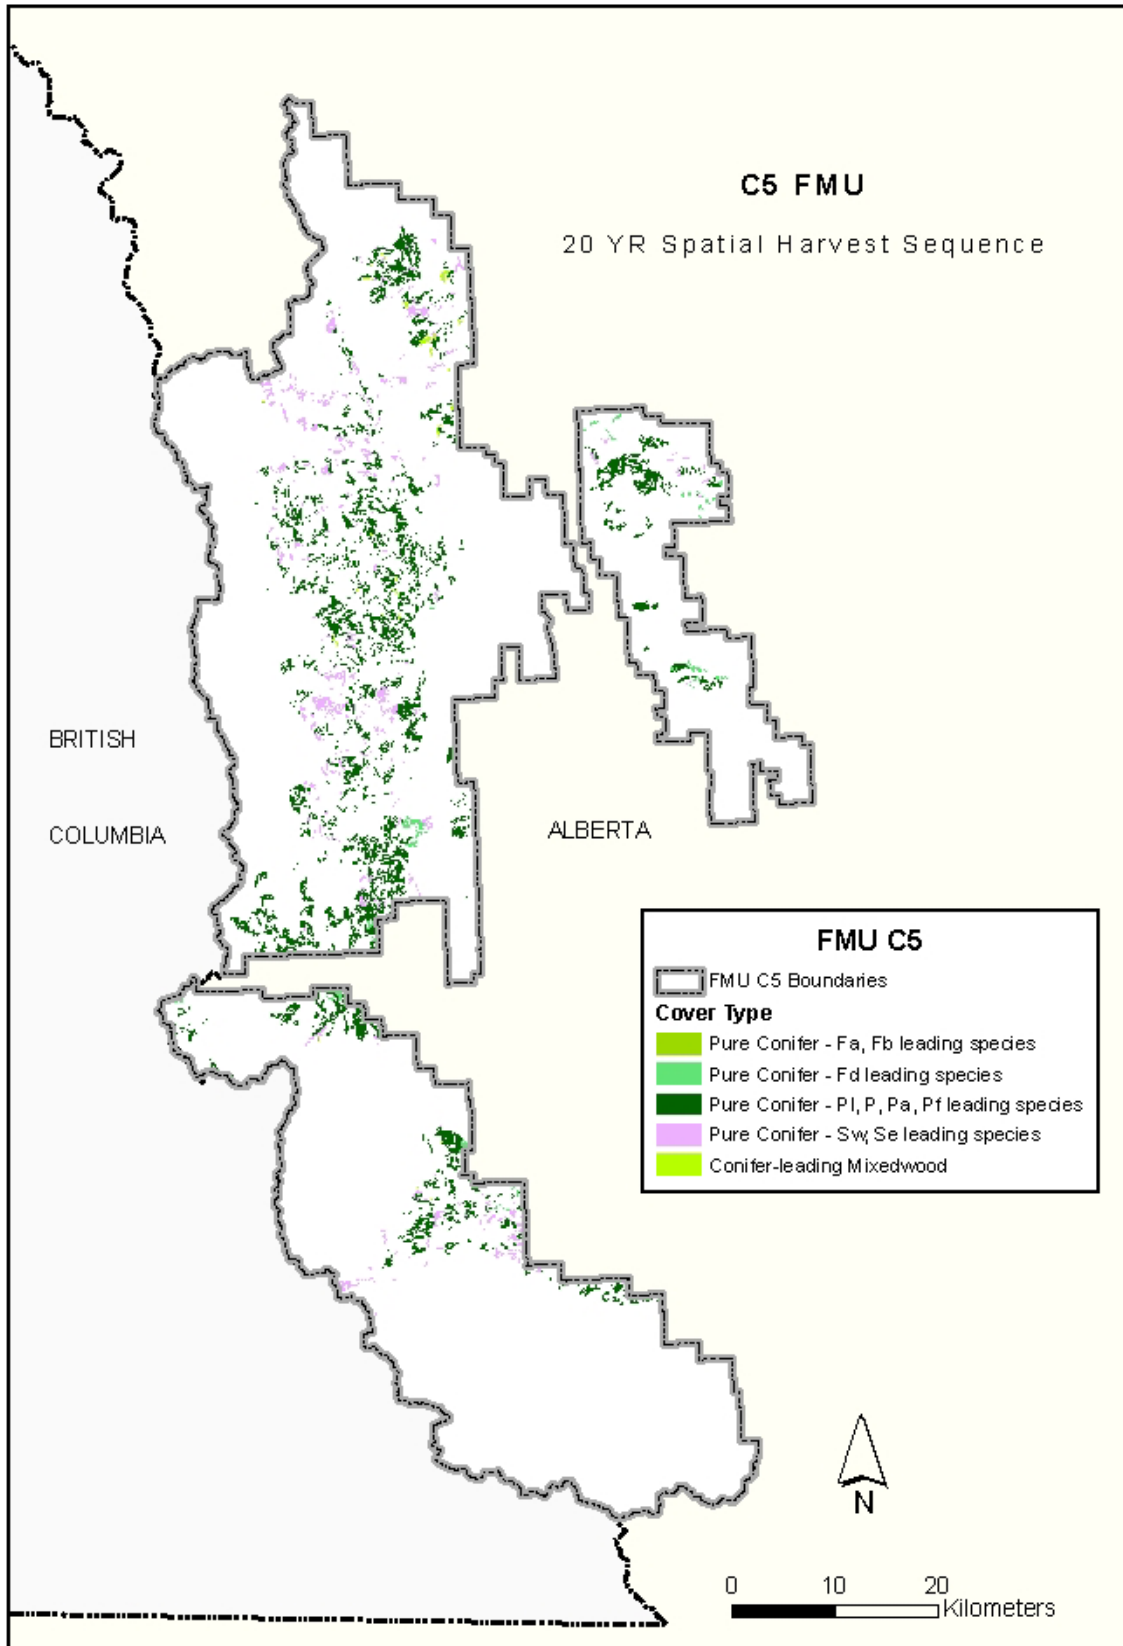 C5 FMU
20 YR Spatial Harvest Sequence
BRITISH
COLUMBIA
ALBERTA
FMU C5
FMU C5 Boundaries
Cover Type
Pure Conifer - Fa, Fb leading species
Pure Conifer - Fd leading species
Pure Conifer - Pl, P, Pa, Pf leading species
Pure Conifer - Sw, Se leading species
Conifer-leading Mixedwood
N
0 10 20
Kilometers